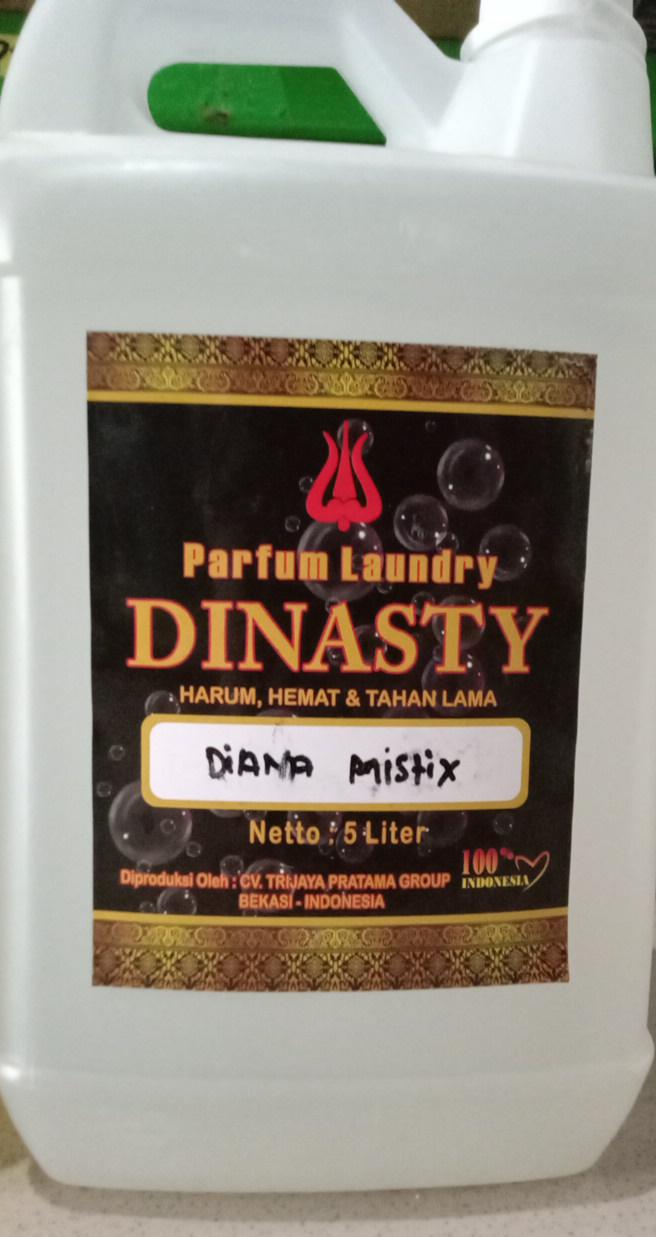 Parfum Laundry
DINASTY
HARUM, HEMAT & TAHAN LAMA
DiANA Mistix
Netto : 5 Liter
Diproduksi Oleh : CV. TRIJAYA PRATAMA GROUP
BEKASI - INDONESIA
100%
INDONESIA